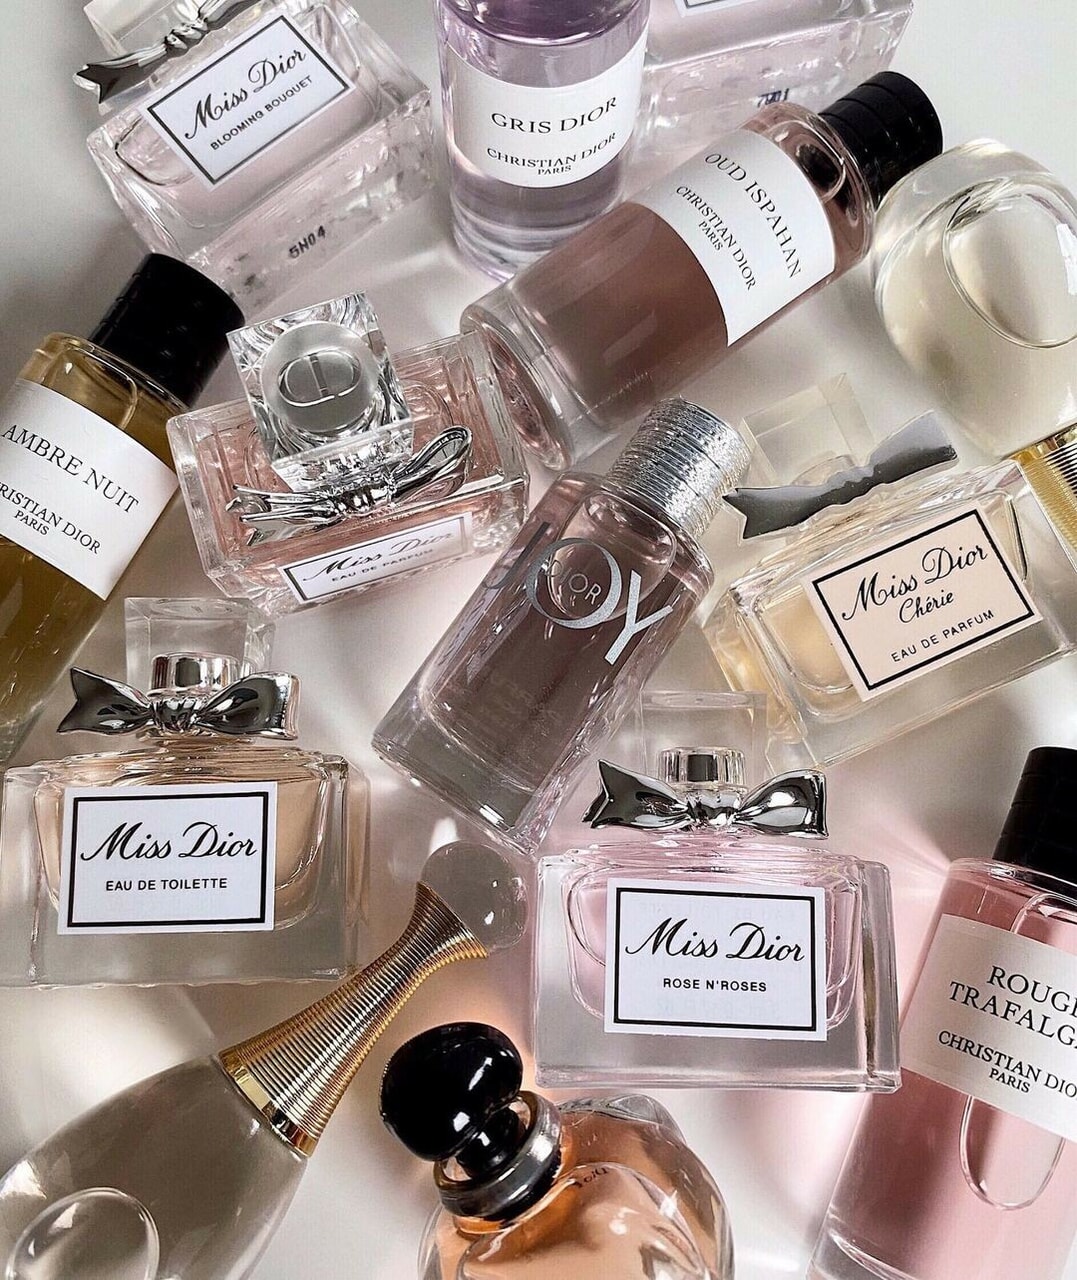 Miss Dior
BLOOMING BOUQUET
5N04
GRIS DIOR
CHRISTIAN DIOR
PARIS
OUD ISPAHAN
CHRISTIAN DIOR
PARIS
AMBRE NUIT
RISTIAN DIOR
PARIS
Miss Dior
EAU DE PARFUM
JOY
DIOR
Miss Dior
Chérie
EAU DE PARFUM
Miss Dior
EAU DE TOILETTE
Miss Dior
ROSE N'ROSES
ROUGE
TRAFALGA
CHRISTIAN DIO
PARIS